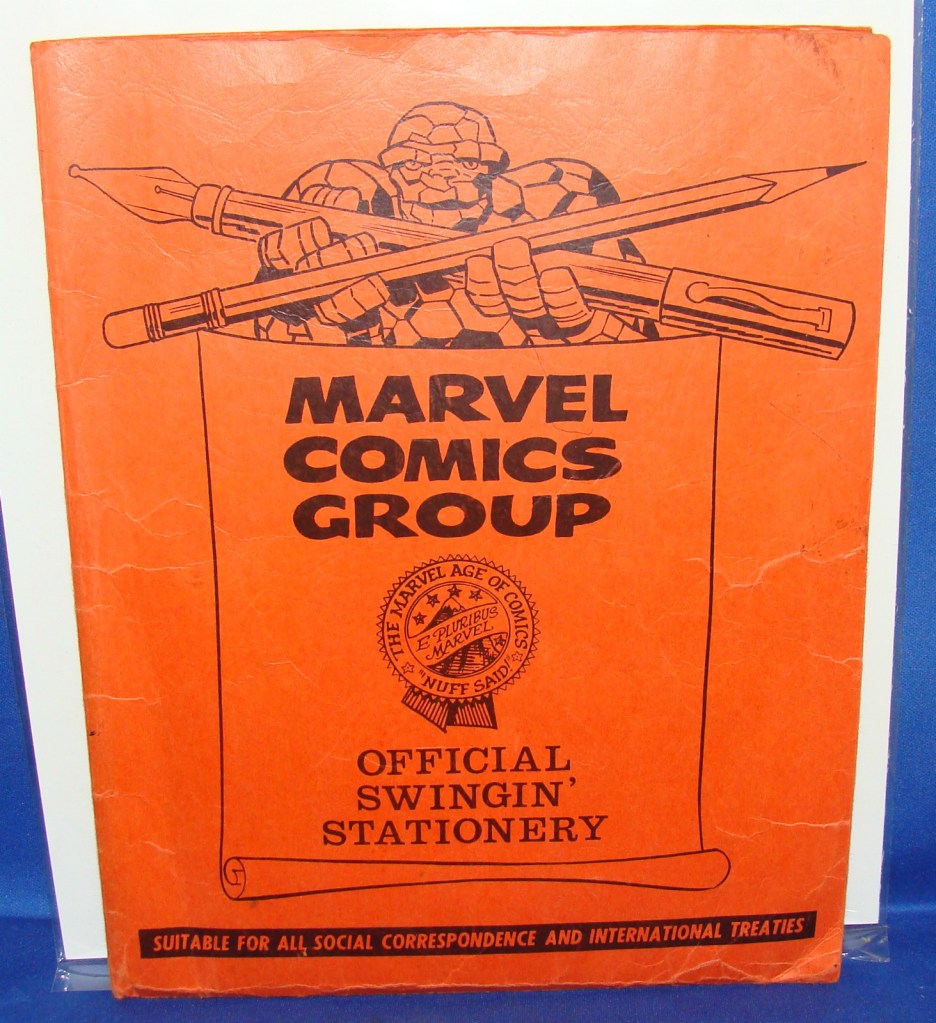 MARVEL
COMICS
GROUP
THE MARVEL AGE OF COMICS
E PLURIBUS
MARVEL
"NUFF SAID!"
OFFICIAL
SWINGIN'
STATIONERY
SUITABLE FOR ALL SOCIAL CORRESPONDENCE AND INTERNATIONAL TREATIES